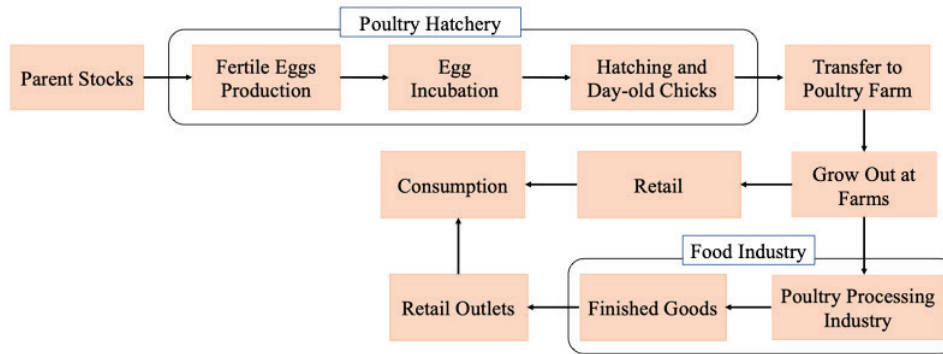 Poultry Hatchery
Parent Stocks
Fertile Eggs
Production
Egg
Incubation
Hatching and
Day-old Chicks
Transfer to
Poultry Farm
Consumption
Retail
Grow Out at
Farms
Food Industry
Retail Outlets
Finished Goods
Poultry Processing
Industry